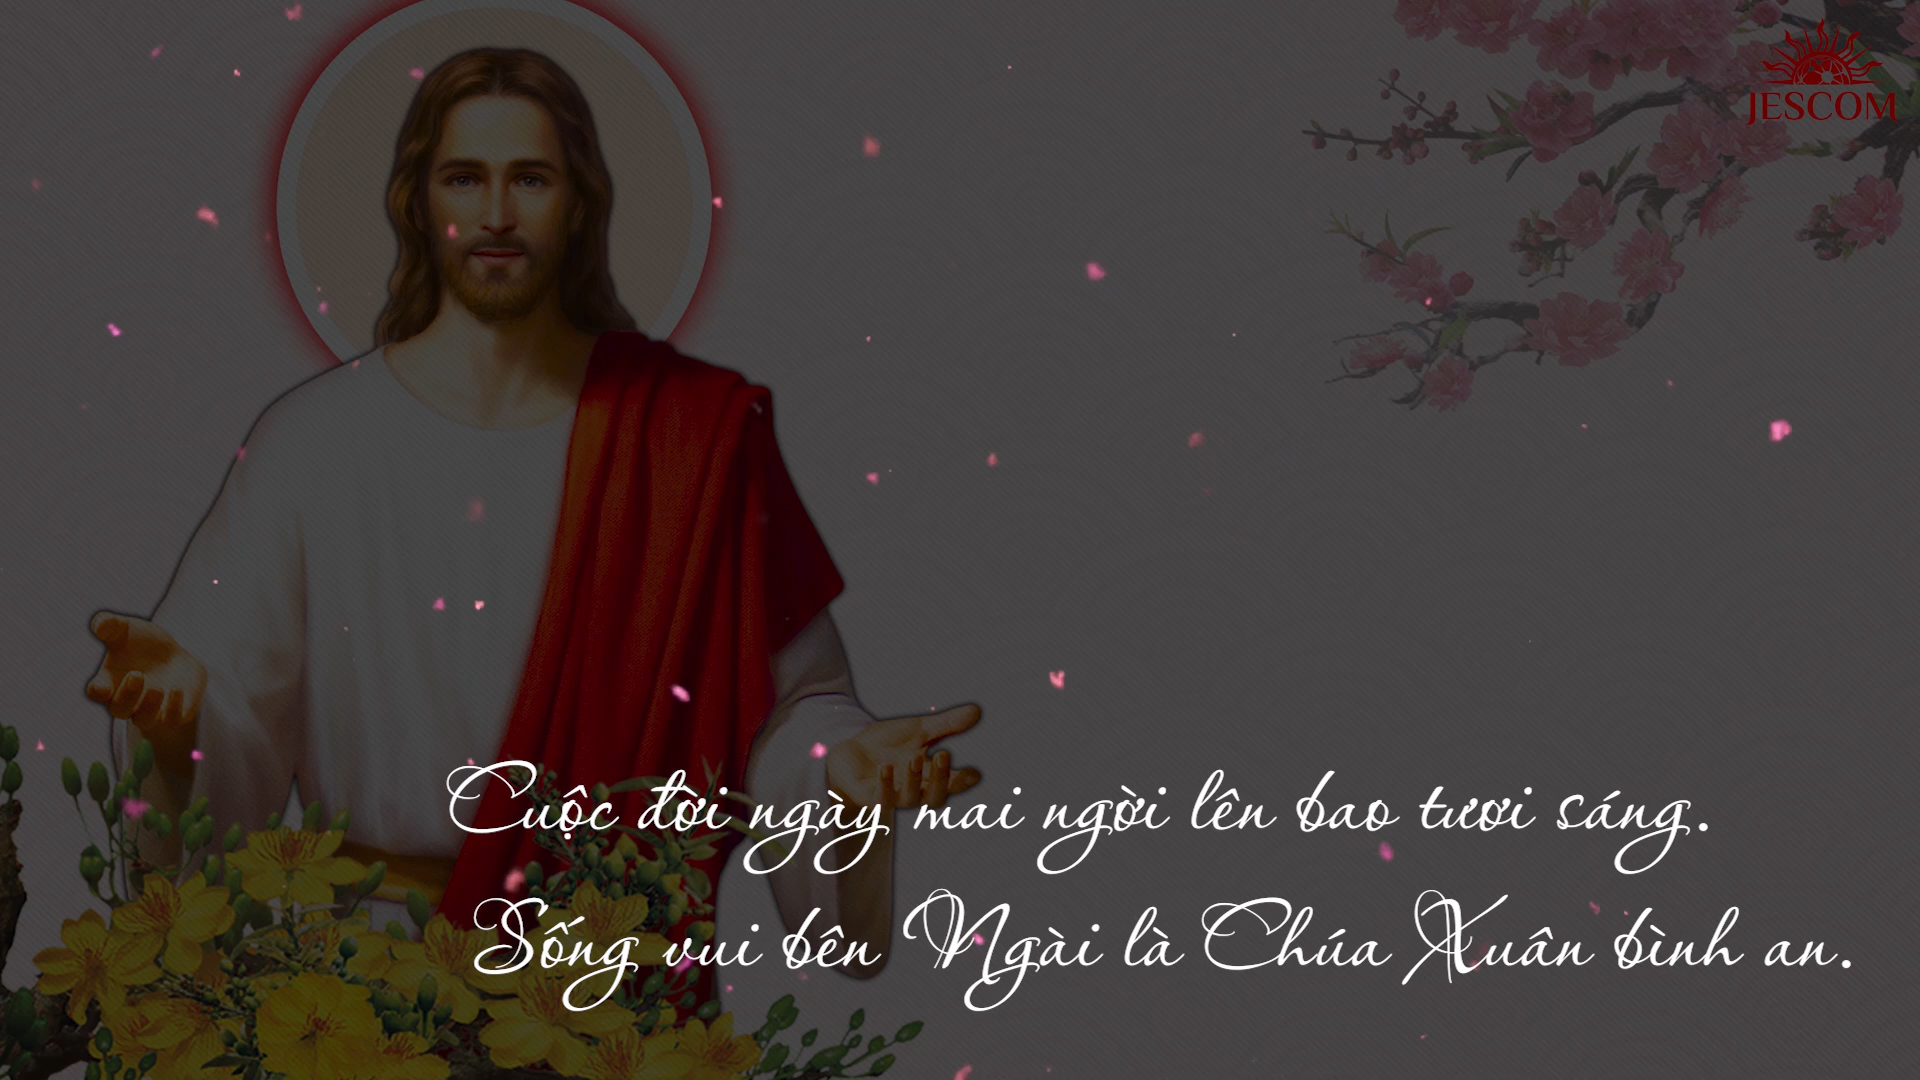 JESCOM
Cuộc đời ngày mai ngời lên bao tươi sáng.
Sống vui bên Ngài là Chúa Xuân bình an.